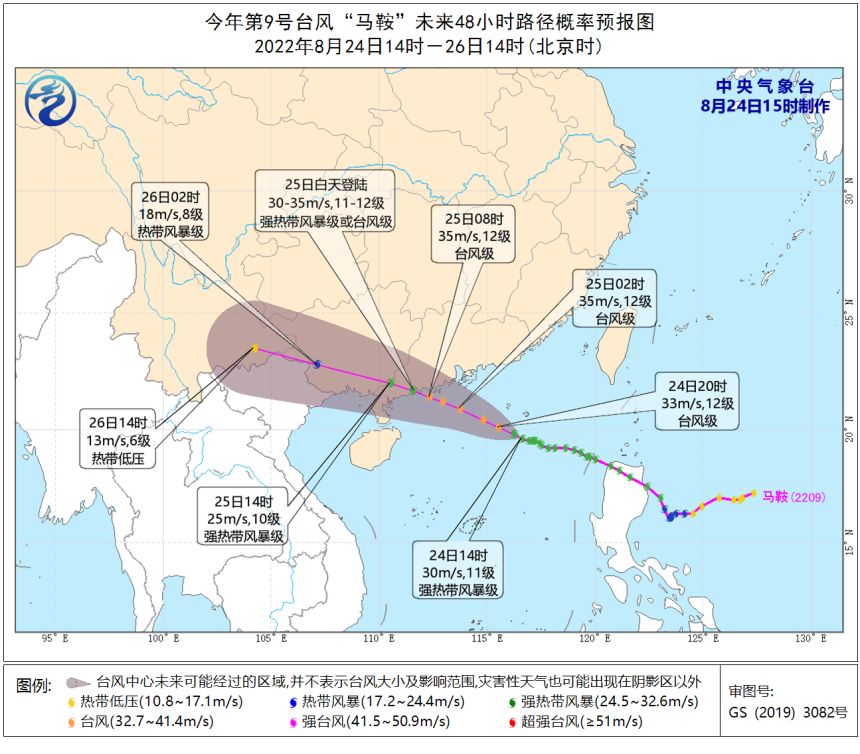 今年第9号台风“马鞍”未来48小时路径概率预报图
2022年8月24日14时－26日14时(北京时)
中央气象台
8月24日15时制作
26日02时
18m/s,8级
热带风暴级
25日白天登陆
30-35m/s,11-12级
强热带风暴级或台风级
25日08时
35m/s,12级
台风级
25日02时
35m/s,12级
台风级
24日20时
33m/s,12级
台风级
26日14时
13m/s,6级
热带低压
25日14时
25m/s,10级
强热带风暴级
24日14时
30m/s,11级
强热带风暴级
马鞍(2209)
30°N
25°N
20°N
15°N
95° E
100° E
105° E
110° E
115° E
120° E
125° E
130° E
图例:
台风中心未来可能经过的区域,并不表示台风大小及影响范围,灾害性天气也可能出现在阴影区以外
热带低压(10.8~17.1m/s)
热带风暴(17.2~24.4m/s)
强热带风暴(24.5~32.6m/s)
台风(32.7~41.4m/s)
强台风(41.5~50.9m/s)
超强台风(≥51m/s)
审图号:
GS (2019) 3082号